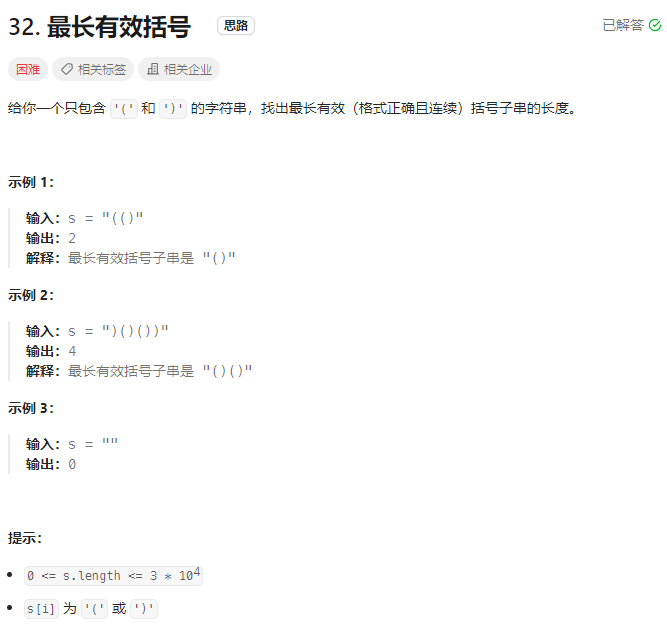 32. 最长有效括号 思路 已解答
困难 相关标签 相关企业
给你一个只包含 '(' 和 ')' 的字符串，找出最长有效（格式正确且连续）括号子串的长度。
示例 1：
输入：s = "(()"
输出：2
解释：最长有效括号子串是 "()"
示例 2：
输入：s = ")()())"
输出：4
解释：最长有效括号子串是 "()()"
示例 3：
输入：s = ""
输出：0
提示：
0 <= s.length <= 3 * 10⁴
s[i] 为 '(' 或 ')'